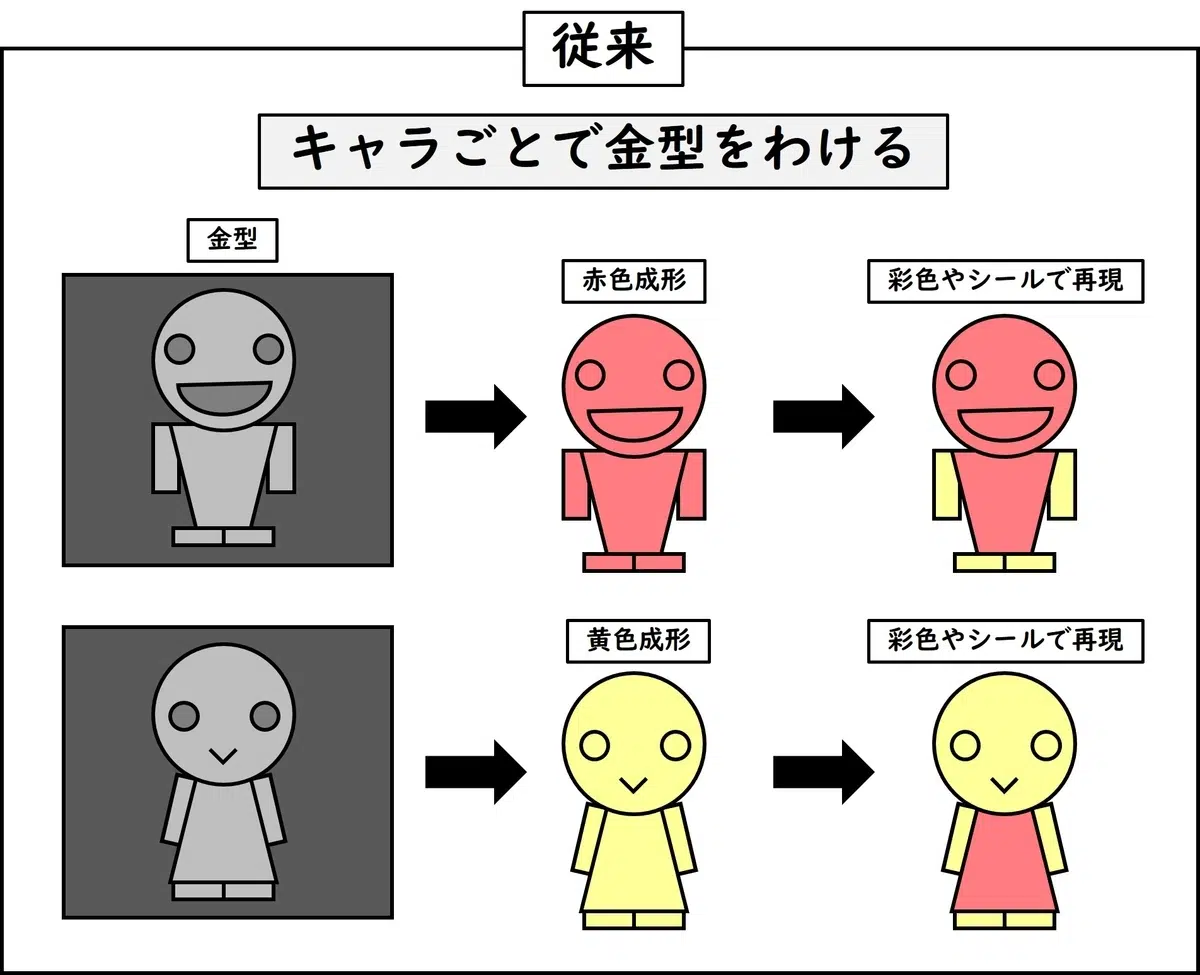 従来
キャラごとで金型をわける
金型
赤色成形
彩色やシールで再現
黄色成形
彩色やシールで再現